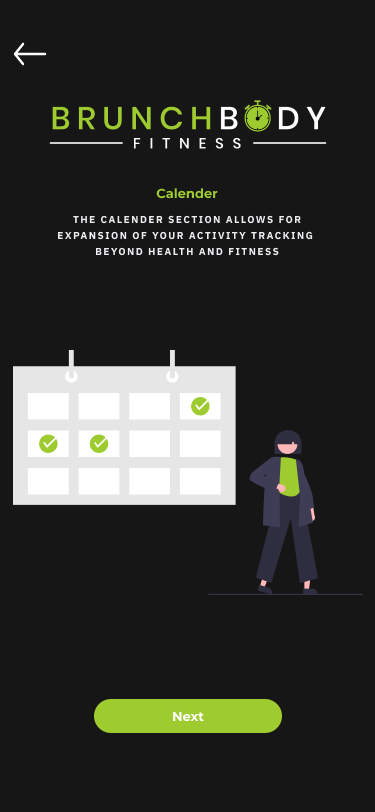 BRUNCHBODY
FITNESS
Calender
THE CALENDER SECTION ALLOWS FOR
EXPANSION OF YOUR ACTIVITY TRACKING
BEYOND HEALTH AND FITNESS
Next